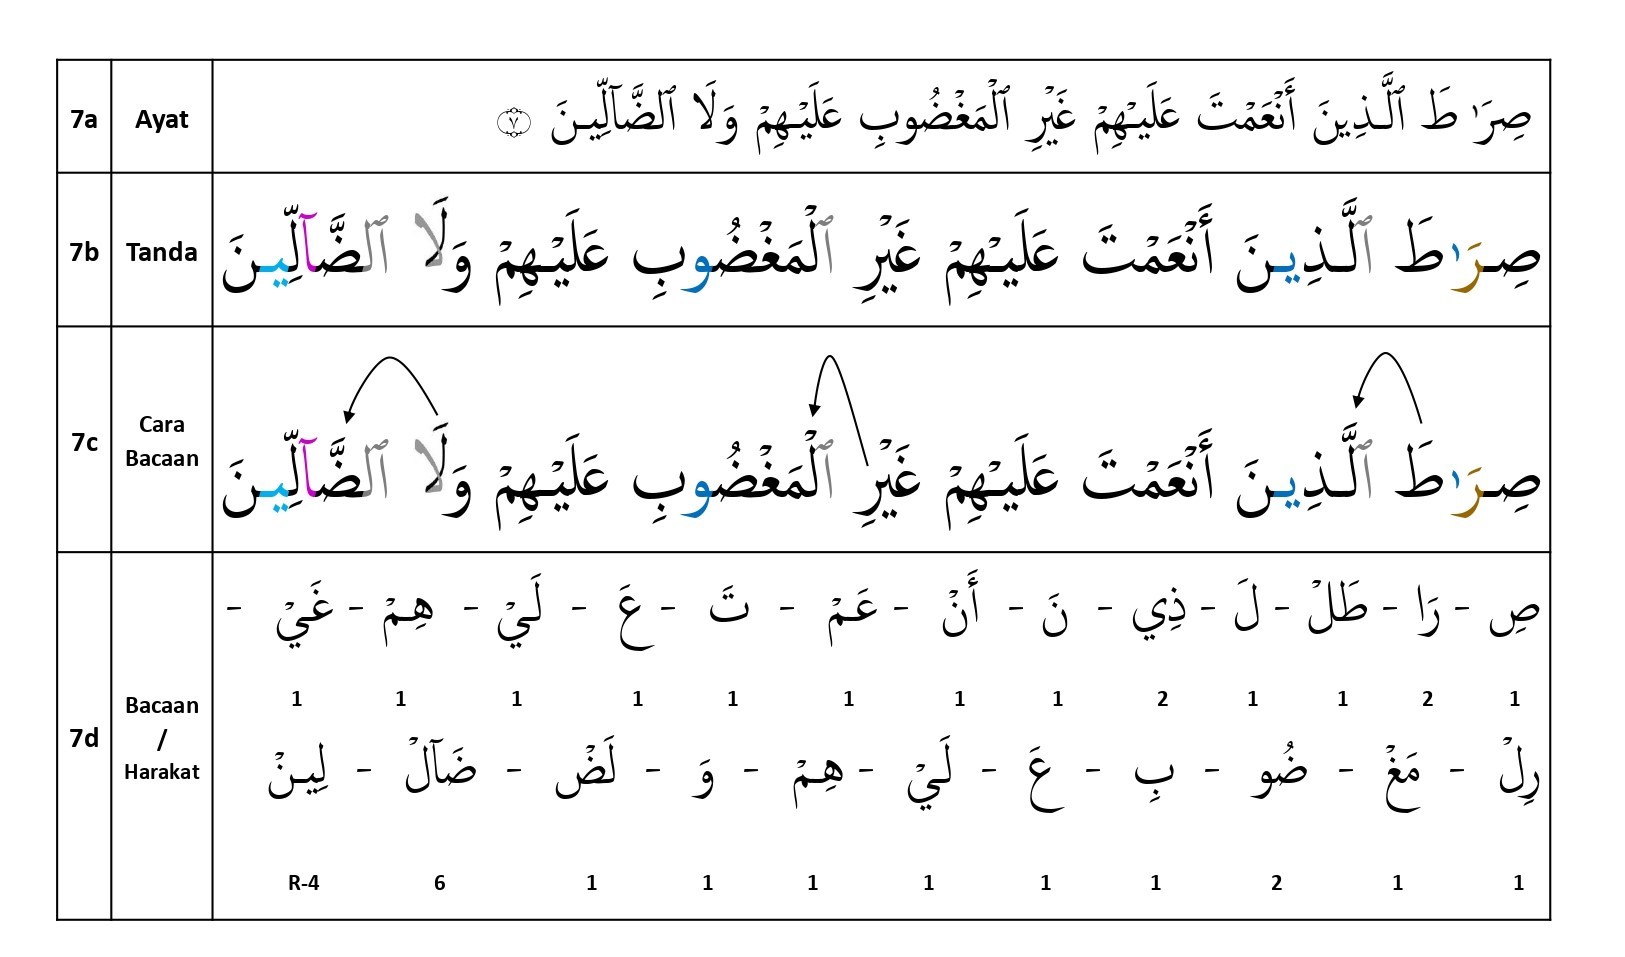 7a Ayat صِرَٰطَ ٱلَّذِينَ أَنْعَمْتَ عَلَيْهِمْ غَيْرِ ٱلْمَغْضُوبِ عَلَيْهِمْ وَلَا ٱلضَّآلِّينَ ٧
7b Tanda صِرَٰطَ ٱلَّذِينَ أَنْعَمْتَ عَلَيْهِمْ غَيْرِ ٱلْمَغْضُوبِ عَلَيْهِمْ وَلَا ٱلضَّآلِّينَ
7c Cara Bacaan صِرَٰطَ ٱلَّذِينَ أَنْعَمْتَ عَلَيْهِمْ غَيْرِ ٱلْمَغْضُوبِ عَلَيْهِمْ وَلَا ٱلضَّآلِّينَ
7d Bacaan / Harakat
صِ - رَا - طَلْ - لَ - ذِي - نَ - أَنْ - عَمْ - تَ - عَ - لَيْ - هِمْ - غَيْ -
1 1 1 1 1 1 1 1 2 1 1 2 1
رِلْ - مَغْ - ضُو - بِ - عَ - لَيْ - هِمْ - وَ - لَضْ - ضَآلْ - لِينْ
R-4 6 1 1 1 1 1 1 2 1 1